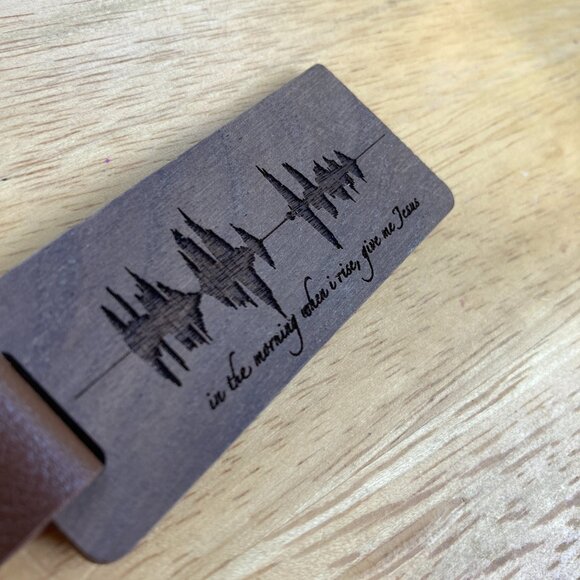 in the morning when i rise, give me Jesus